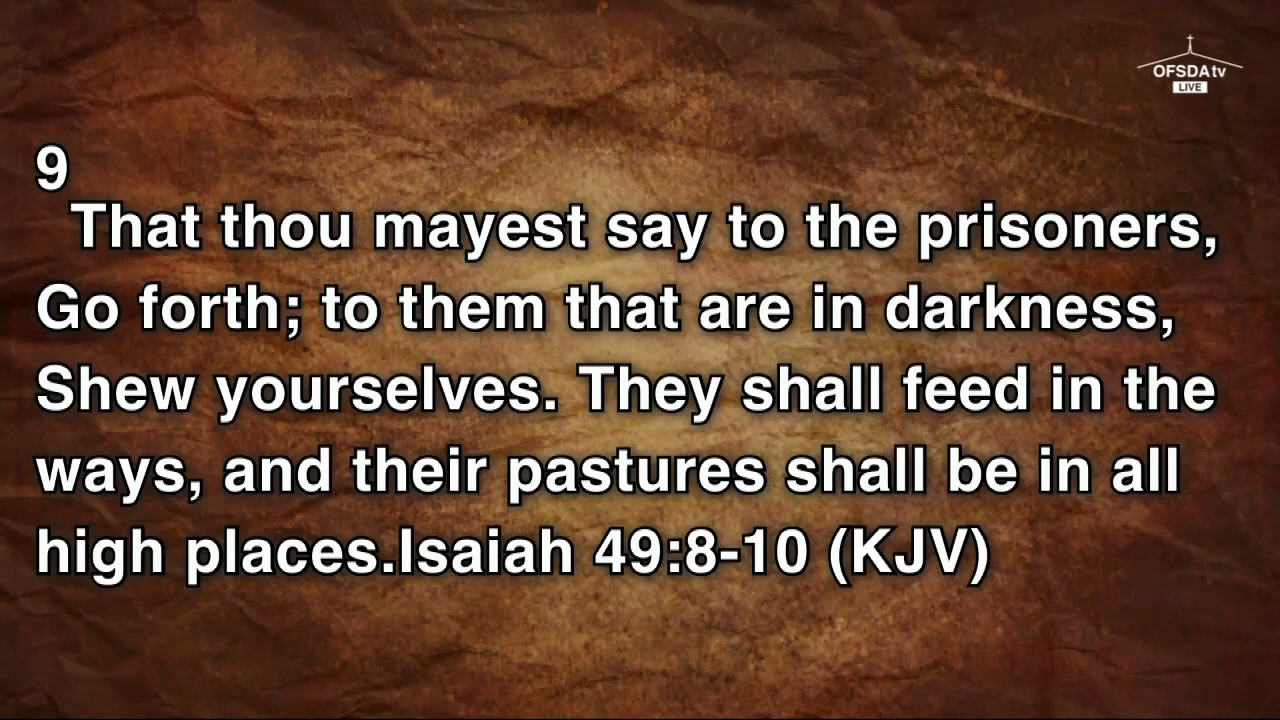 OFSDAtv
LIVE
9
That thou mayest say to the prisoners,
Go forth; to them that are in darkness,
Shew yourselves. They shall feed in the
ways, and their pastures shall be in all
high places.Isaiah 49:8-10 (KJV)